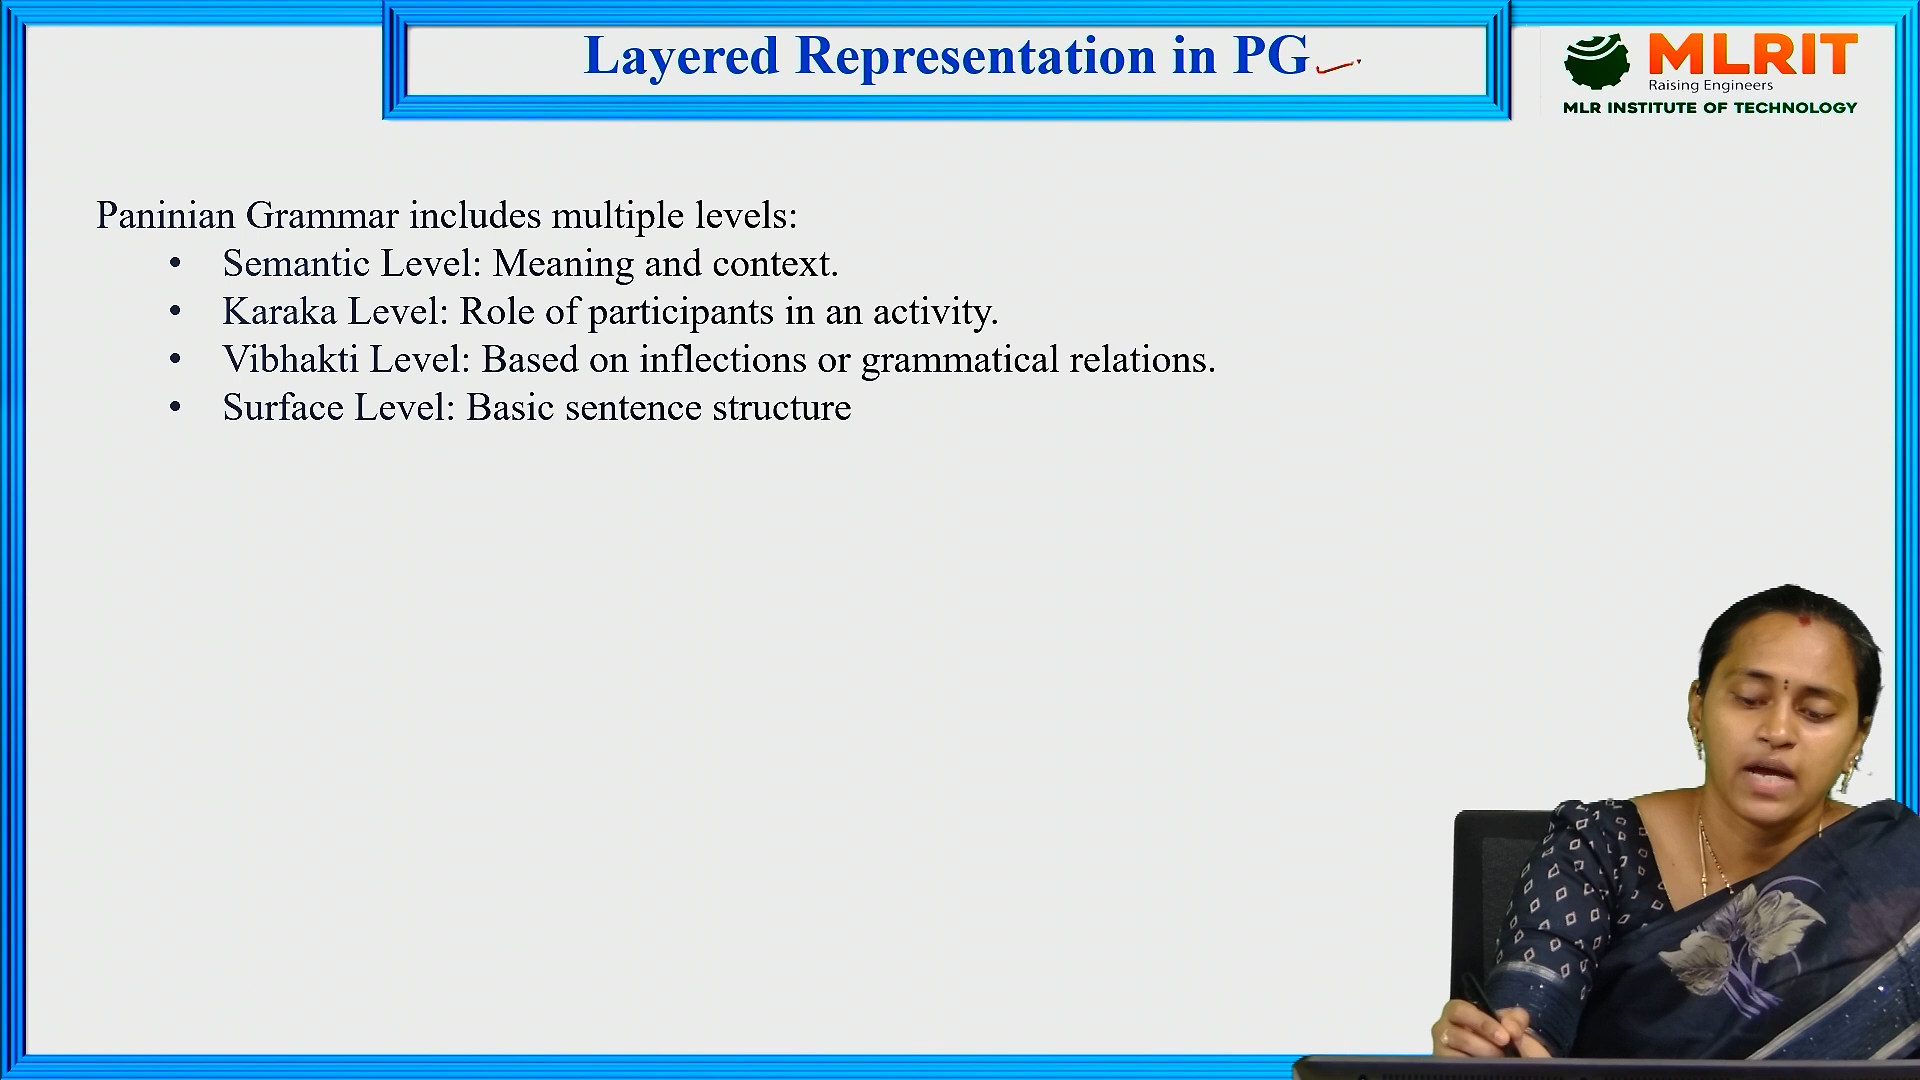 Layered Representation in PG
MLRIT
Raising Engineers
MLR INSTITUTE OF TECHNOLOGY
Paninian Grammar includes multiple levels:
• Semantic Level: Meaning and context.
• Karaka Level: Role of participants in an activity.
• Vibhakti Level: Based on inflections or grammatical relations.
• Surface Level: Basic sentence structure